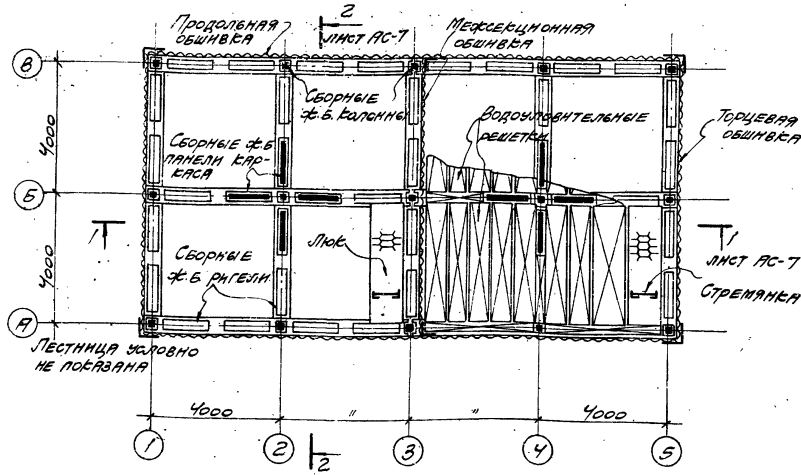 2
Продольная
обшивка
лист АС-7
Межсекционная
обшивка
В
Сборные
ж.б. колонны
Водоуловительные
решетки
Торцевая
обшивка
4000
Сборные ж.б
панели кар-
каса
Б
1
1
лист АС-7
Люк
Сборные
ж.б. ригели
4000
Стремянка
А
Лестница условно
не показана
4000
"
"
4000
1
2
3
4
5
2